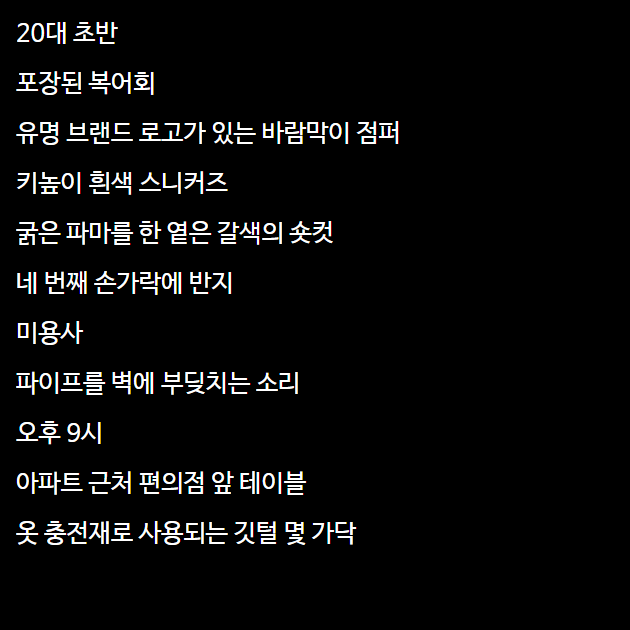 20대 초반
포장된 복어회
유명 브랜드 로고가 있는 바람막이 점퍼
키높이 흰색 스니커즈
굵은 파마를 한 옅은 갈색의 숏컷
네 번째 손가락에 반지
미용사
파이프를 벽에 부딪치는 소리
오후 9시
아파트 근처 편의점 앞 테이블
옷 충전재로 사용되는 깃털 몇 가닥